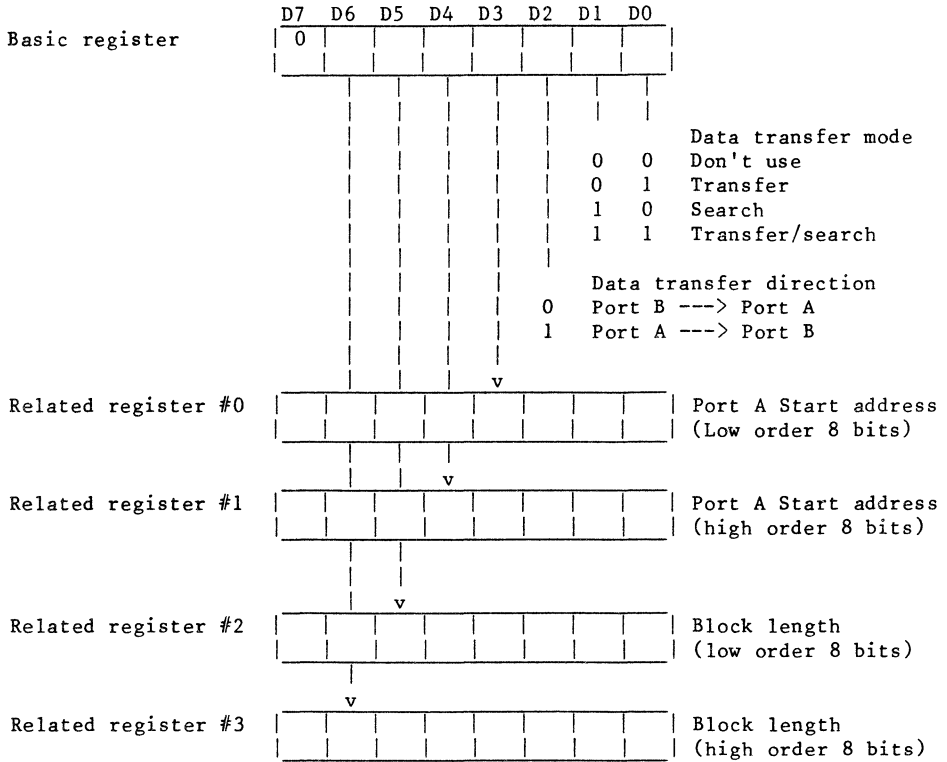 D7 D6 D5 D4 D3 D2 D1 D0
Basic register 0
Data transfer mode
0 0 Don't use
0 1 Transfer
1 0 Search
1 1 Transfer/search
Data transfer direction
0 Port B ---> Port A
1 Port A ---> Port B
v
Related register #0 Port A Start address
(Low order 8 bits)
v
Related register #1 Port A Start address
(high order 8 bits)
v
Related register #2 Block length
(low order 8 bits)
v
Related register #3 Block length
(high order 8 bits)